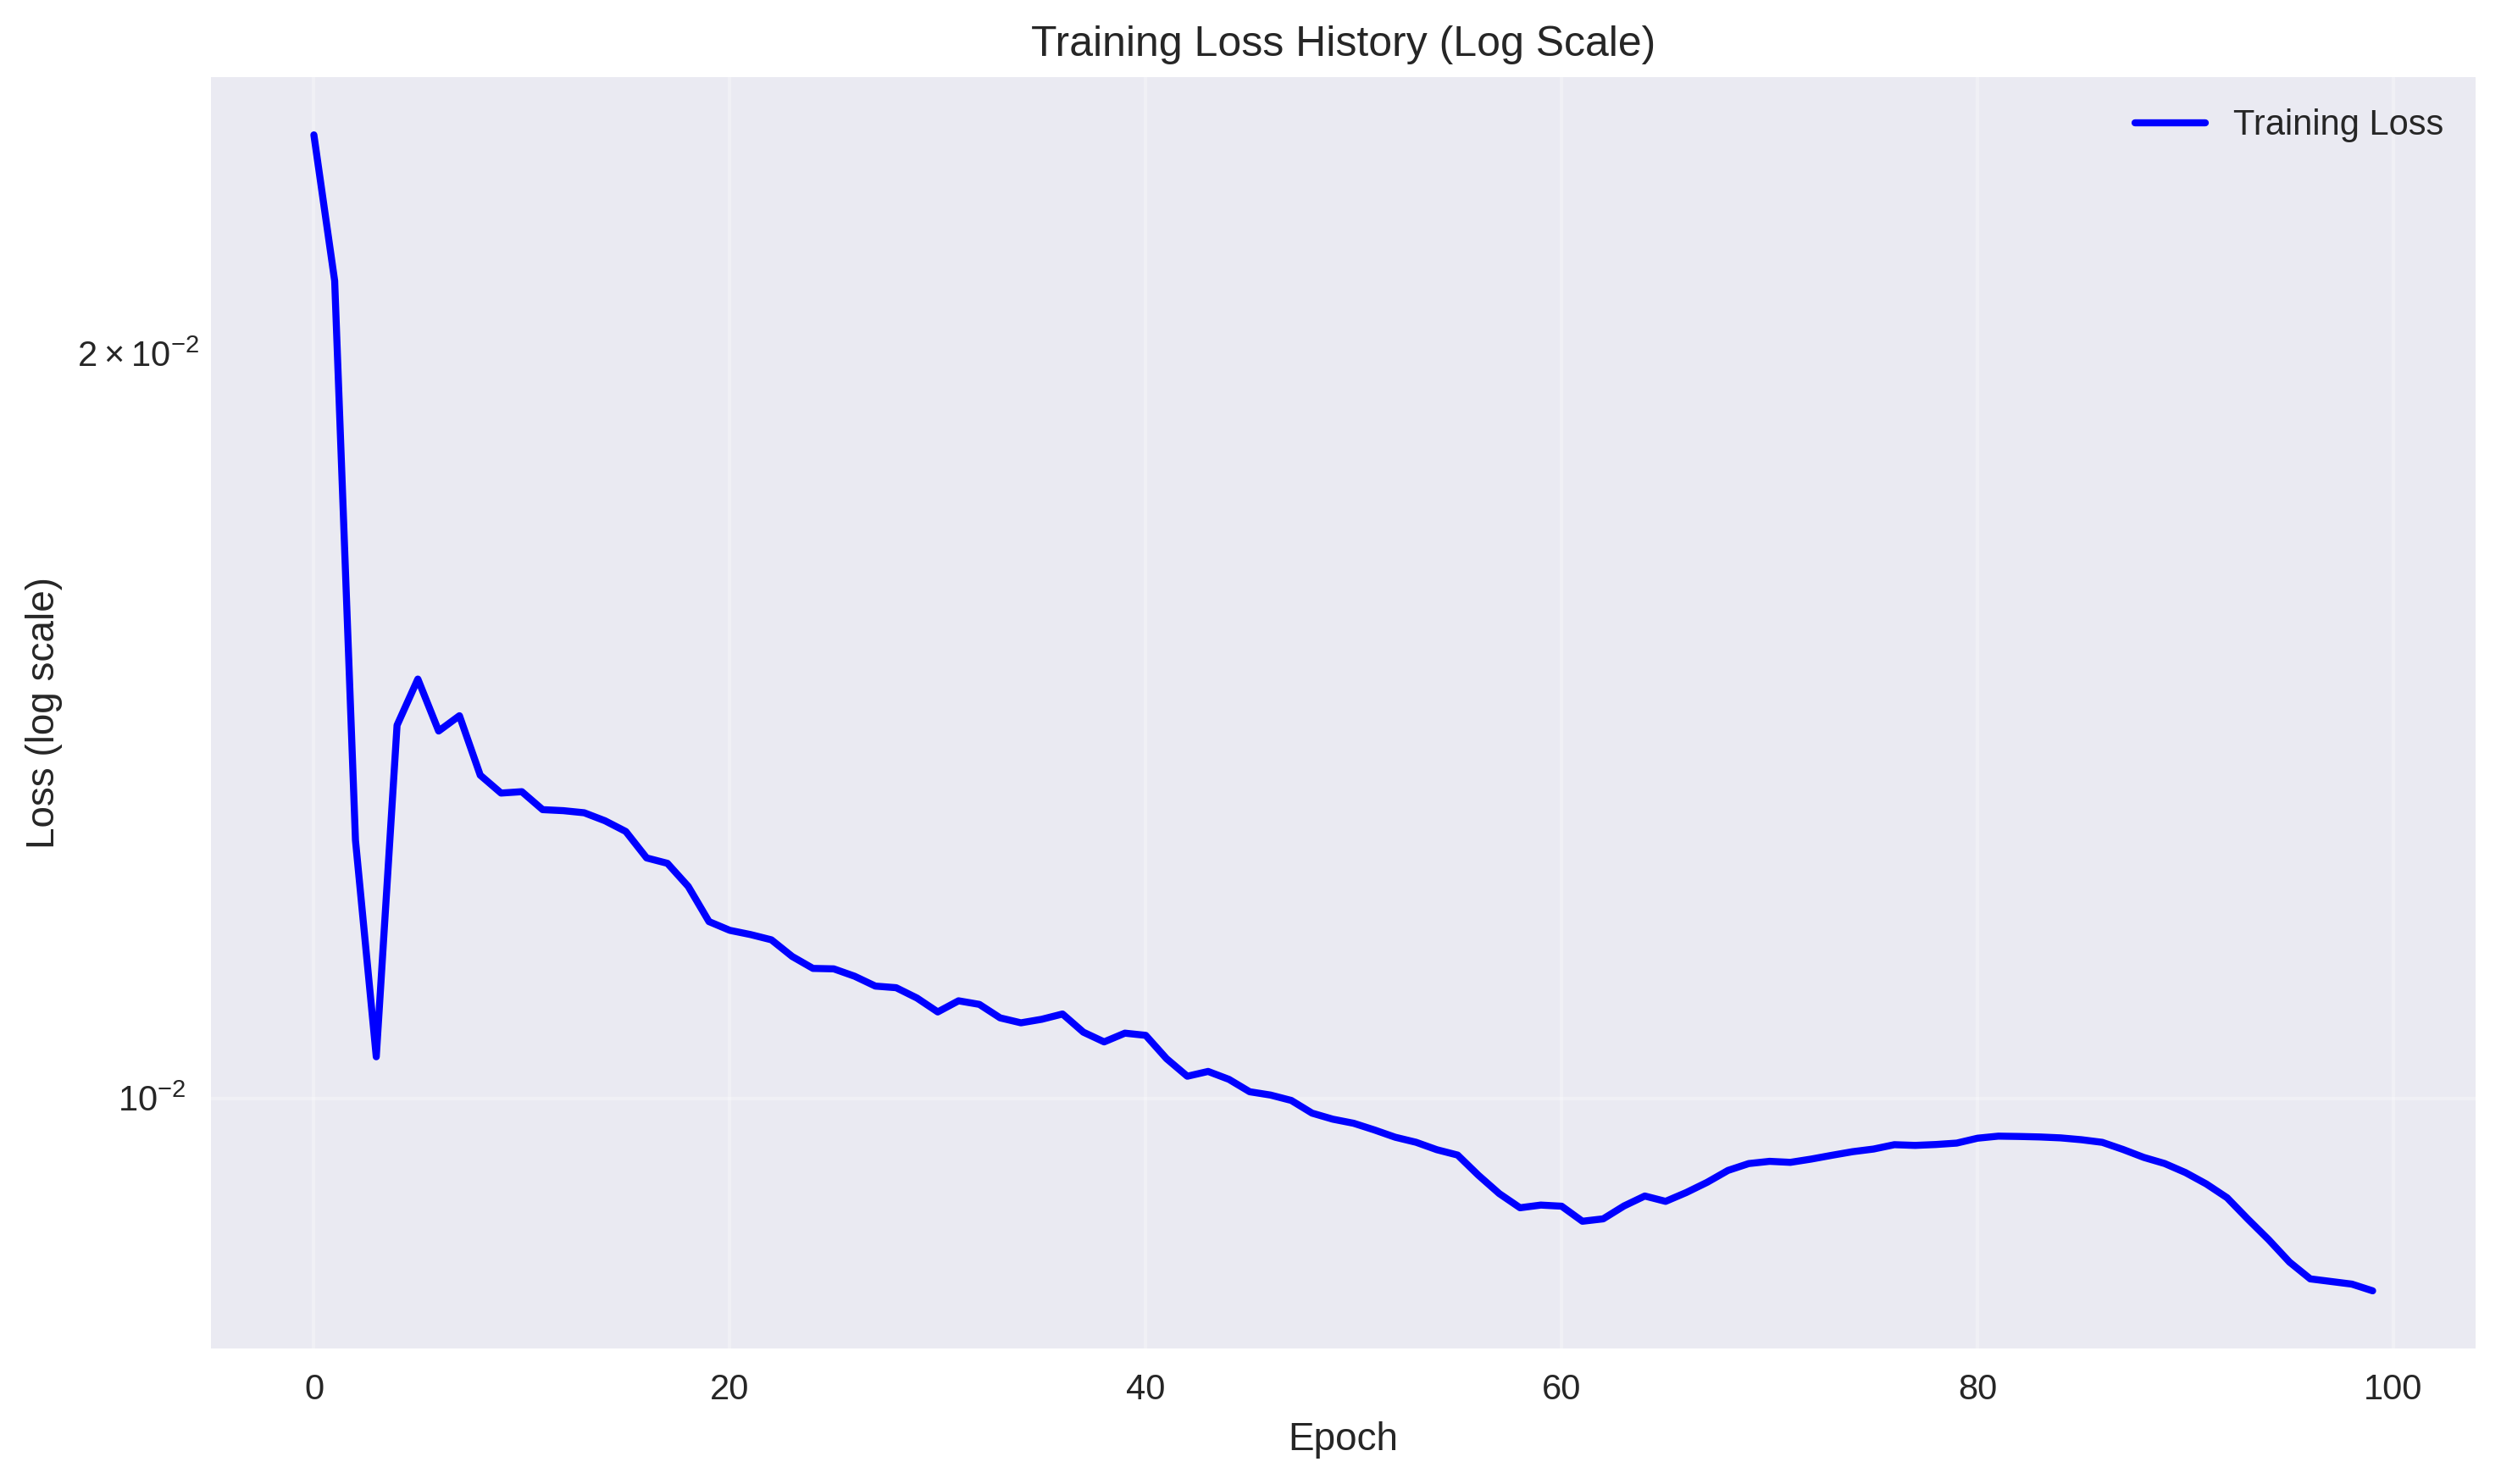 Training Loss History (Log Scale)
Training Loss
2 × 10⁻²
Loss (log scale)
10⁻²
0 20 40 60 80 100
Epoch